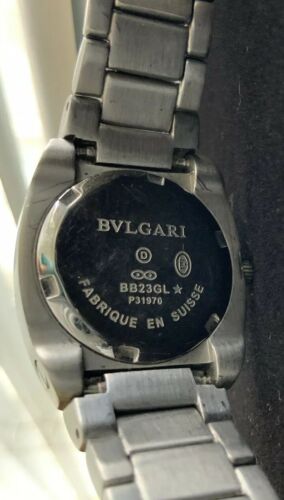 BVLGARI
D
BB23GL★
P31970
FABRIQUE EN SUISSE